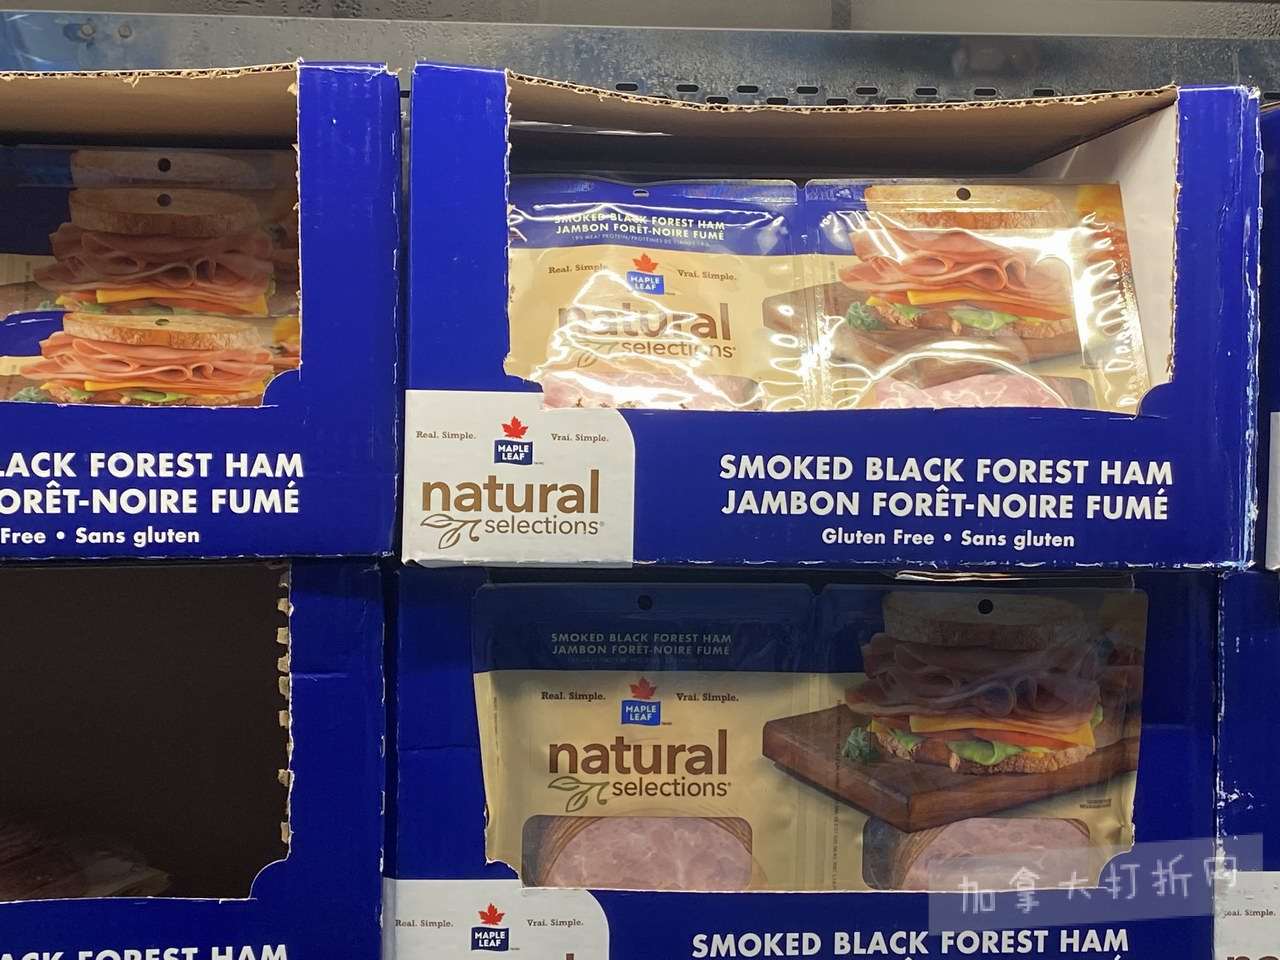 SMOKED BLACK FOREST HAM
JAMBON FORÊT-NOIRE FUMÉ
Real. Simple.
MAPLE
LEAF
Vrai. Simple.
natural
selections
LACK FOREST HAM
ORÊT-NOIRE FUMÉ
Free • Sans gluten
Real. Simple.
MAPLE
LEAF
Vrai. Simple.
natural
selections
SMOKED BLACK FOREST HAM
JAMBON FORÊT-NOIRE FUMÉ
Gluten Free • Sans gluten
SMOKED BLACK FOREST HAM
JAMBON FORÊT-NOIRE FUMÉ
Real. Simple.
MAPLE
LEAF
Vrai. Simple.
natural
selections
加拿大打折网
ACK FOREST HAM
Real. Simple.
MAPLE
LEAF
Vrai. Simple.
SMOKED BLACK FOREST HAM
Simple.